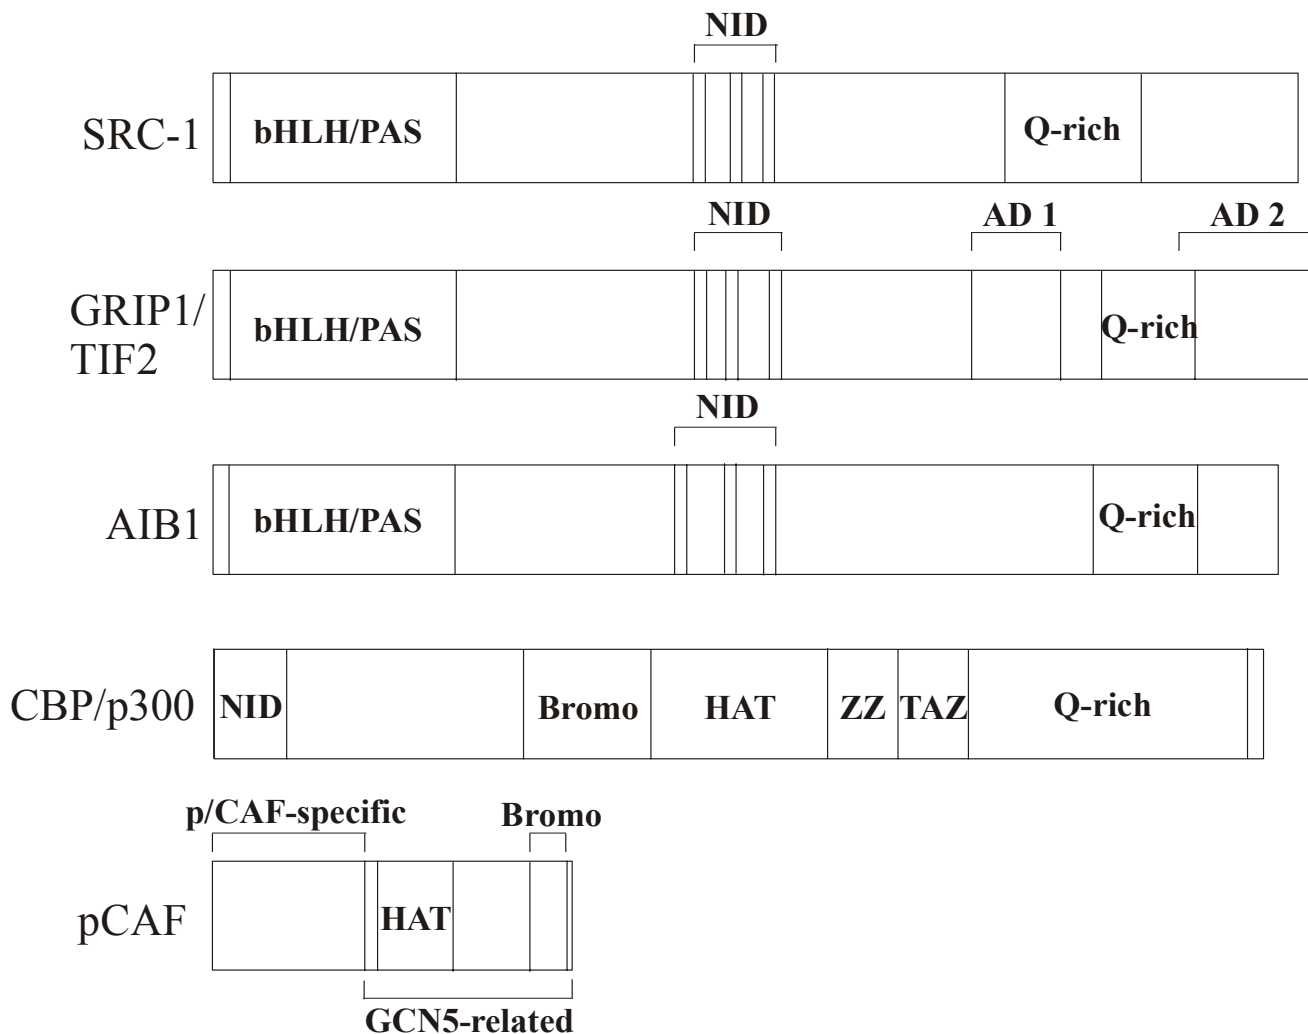 NID
SRC-1
bHLH/PAS
Q-rich
NID
AD 1
AD 2
GRIP1/
TIF2
bHLH/PAS
Q-rich
NID
AIB1
bHLH/PAS
Q-rich
CBP/p300
NID
Bromo
HAT
ZZ
TAZ
Q-rich
p/CAF-specific
Bromo
pCAF
HAT
GCN5-related